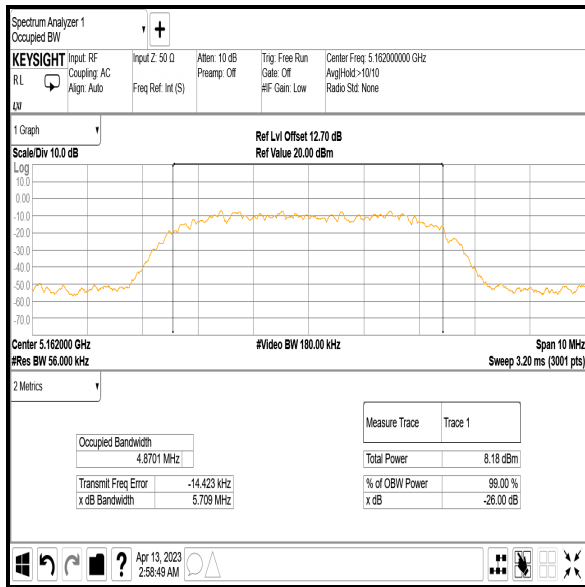 Spectrum Analyzer 1
Occupied BW
KEYSIGHT Input: RF Input Z: 50 Ω Atten: 10 dB Trig: Free Run Center Freq: 5.162000000 GHz
RL Coupling: AC Preamp: Off Gate: Off Avg|Hold:>10/10
Align: Auto Freq Ref: Int (S) #IF Gain: Low Radio Std: None
LXI
1 Graph
Ref Lvl Offset 12.70 dB
Scale/Div 10.0 dB Ref Value 20.00 dBm
Log
10.0
0.00
-10.0
-20.0
-30.0
-40.0
-50.0
-60.0
-70.0
Center 5.162000 GHz #Video BW 180.00 kHz Span 10 MHz
#Res BW 56.000 kHz Sweep 3.20 ms (3001 pts)
2 Metrics
Measure Trace Trace 1
Occupied Bandwidth
4.8701 MHz Total Power 8.18 dBm
Transmit Freq Error -14.423 kHz % of OBW Power 99.00 %
x dB Bandwidth 5.709 MHz x dB -26.00 dB
? Apr 13, 2023
2:58:49 AM